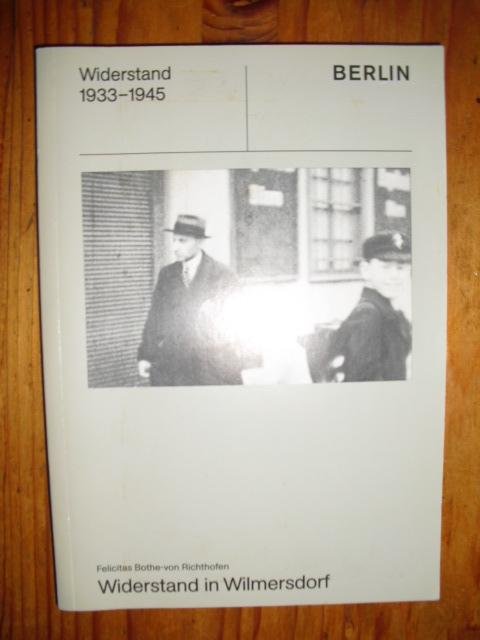 Widerstand
1933–1945
BERLIN
Felicitas Bothe-von Richthofen
Widerstand in Wilmersdorf